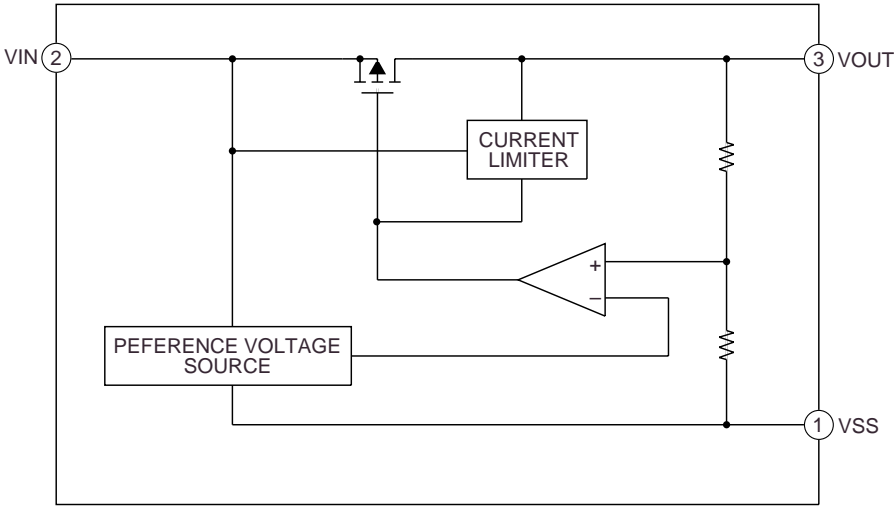 VIN 2
3 VOUT
CURRENT
LIMITER
+
–
PEFERENCE VOLTAGE
SOURCE
1 VSS